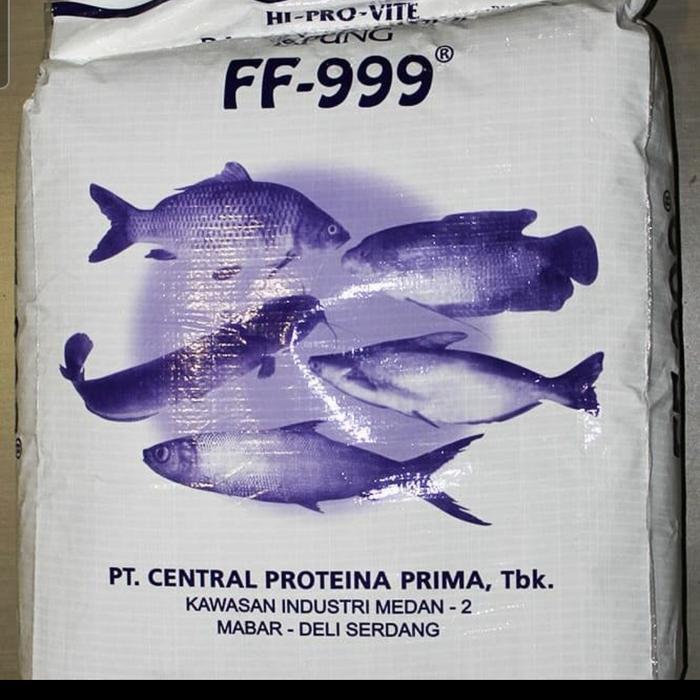 HI-PRO-VITE
FF-999®
PT. CENTRAL PROTEINA PRIMA, Tbk.
KAWASAN INDUSTRI MEDAN - 2
MABAR - DELI SERDANG